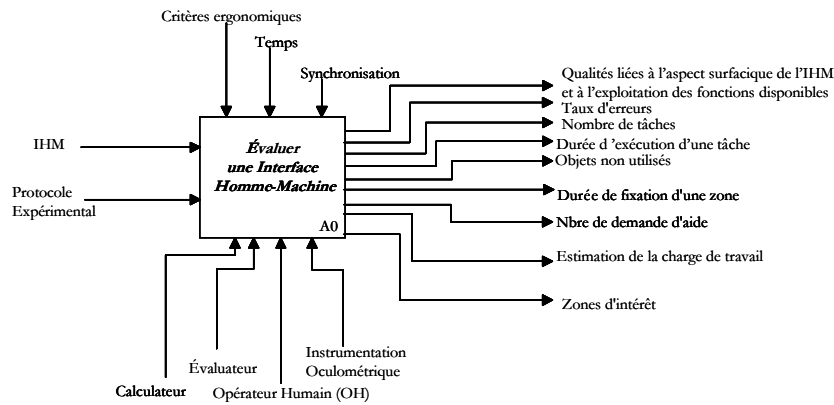 Critères ergonomiques
Temps
Synchronisation
IHM
Protocole
Expérimental
Évaluer
une Interface
Homme-Machine
A0
Qualités liées à l’aspect surfacique de l’IHM
et à l’exploitation des fonctions disponibles
Taux d'erreurs
Nombre de tâches
Durée d ’exécution d’une tâche
Objets non utilisés
Durée de fixation d'une zone
Nbre de demande d'aide
Estimation de la charge de travail
Zones d'intérêt
Calculateur
Évaluateur
Opérateur Humain (OH)
Instrumentation
Oculométrique